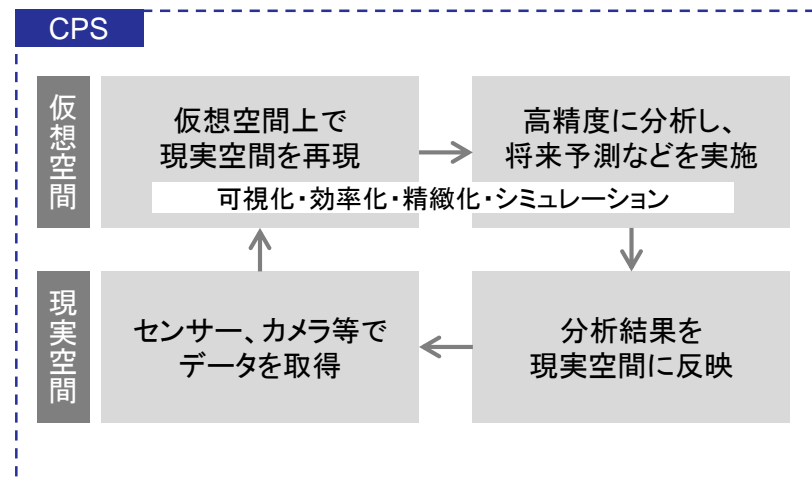 CPS
仮想空間
仮想空間上で
現実空間を再現
高精度に分析し、
将来予測などを実施
可視化・効率化・精緻化・シミュレーション
現実空間
センサー、カメラ等で
データを取得
分析結果を
現実空間に反映